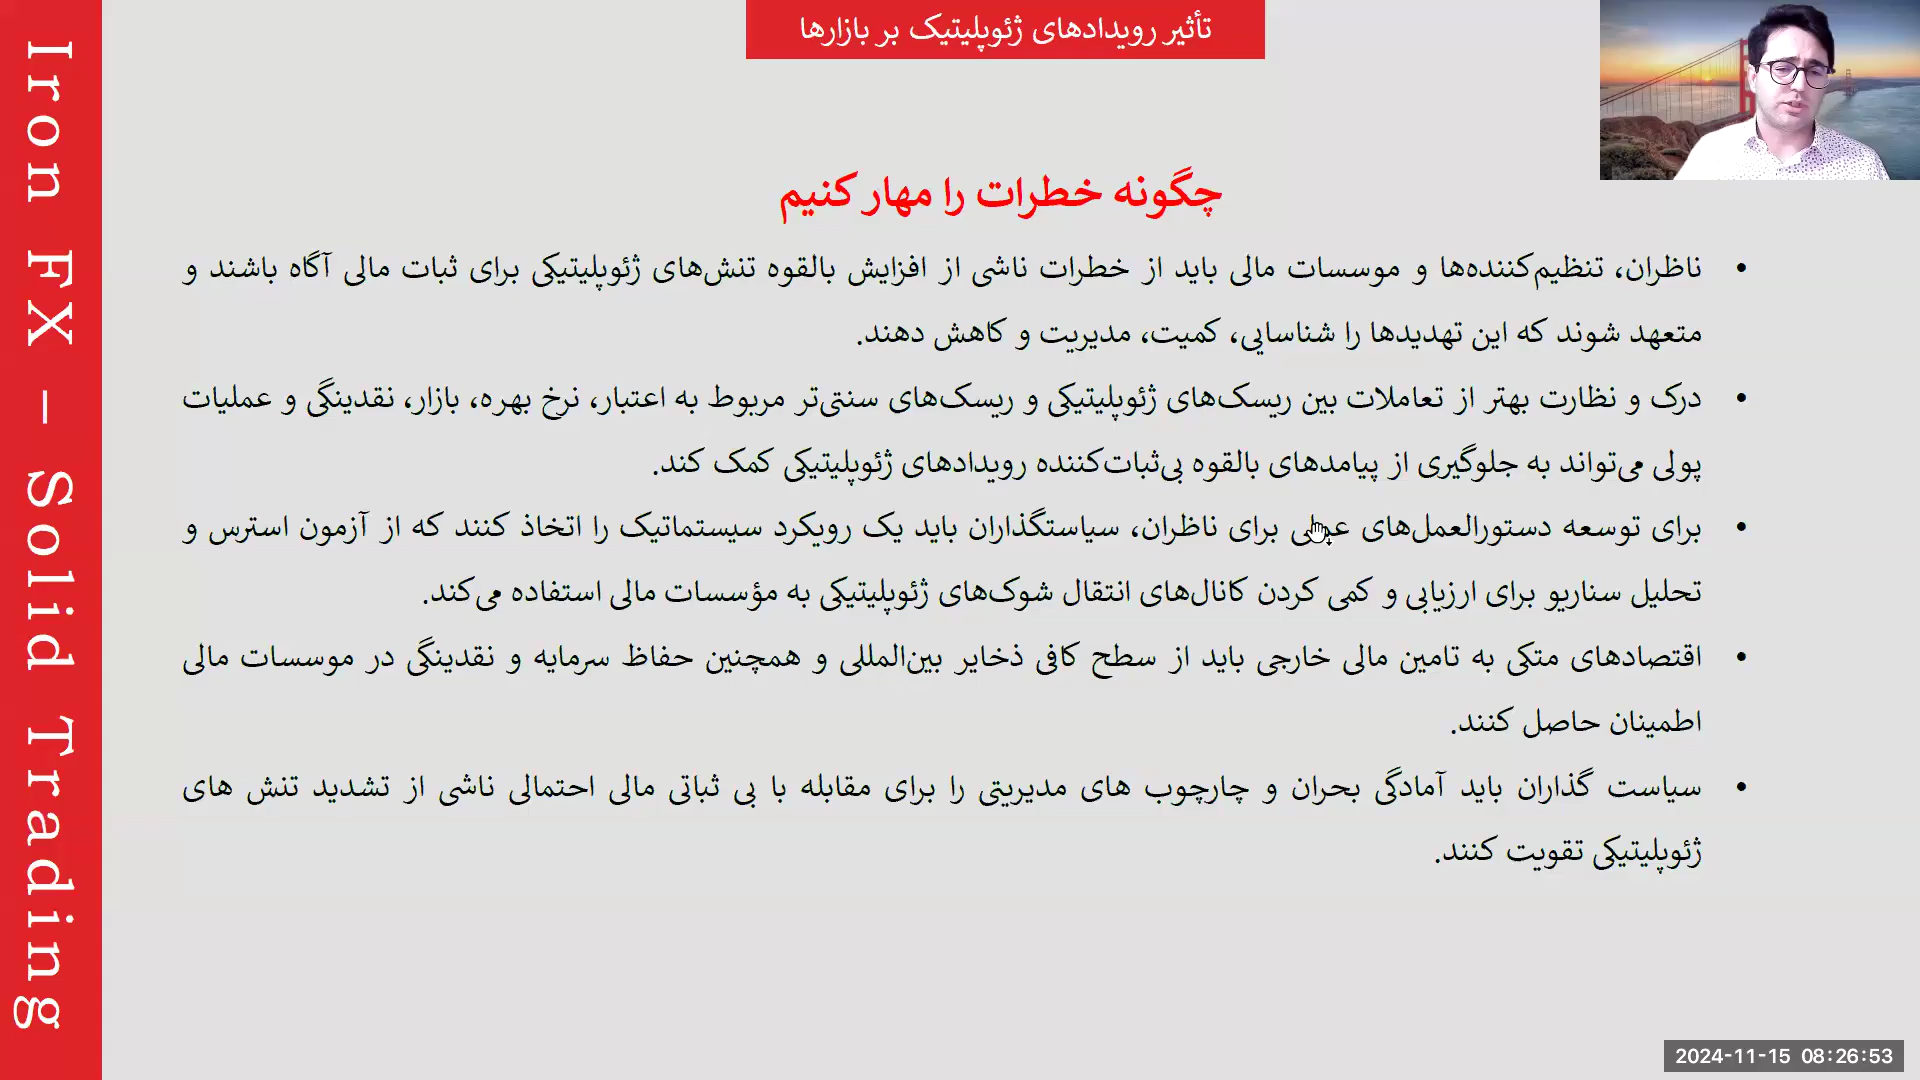 تأثیر رویدادهای ژئوپلیتیک بر بازارها
چگونه خطرات را مهار کنیم
• ناظران، تنظیم‌کننده‌ها و موسسات مالی باید از خطرات ناشی از افزایش بالقوه تنش‌های ژئوپلیتیکی برای ثبات مالی آگاه باشند و
متعهد شوند که این تهدیدها را شناسایی، کمیت، مدیریت و کاهش دهند.
• درک و نظارت بهتر از تعاملات بین ریسک‌های ژئوپلیتیکی و ریسک‌های سنتی‌تر مربوط به اعتبار، نرخ بهره، بازار، نقدینگی و عملیات
پولی می‌تواند به جلوگیری از پیامدهای بالقوه بی‌ثبات‌کننده رویدادهای ژئوپلیتیکی کمک کند.
• برای توسعه دستورالعمل‌های عملی برای ناظران، سیاستگذاران باید یک رویکرد سیستماتیک را اتخاذ کنند که از آزمون استرس و
تحلیل سناریو برای ارزیابی و کمی کردن کانال‌های انتقال شوک‌های ژئوپلیتیکی به مؤسسات مالی استفاده می‌کند.
• اقتصادهای متکی به تامین مالی خارجی باید از سطح کافی ذخایر بین‌المللی و همچنین حفاظ سرمایه و نقدینگی در موسسات مالی
اطمینان حاصل کنند.
• سیاست گذاران باید آمادگی بحران و چارچوب های مدیریتی را برای مقابله با بی ثباتی مالی احتمالی ناشی از تشدید تنش های
ژئوپلیتیکی تقویت کنند.
Iron FX – Solid Trading
2024-11-15 08:26:53